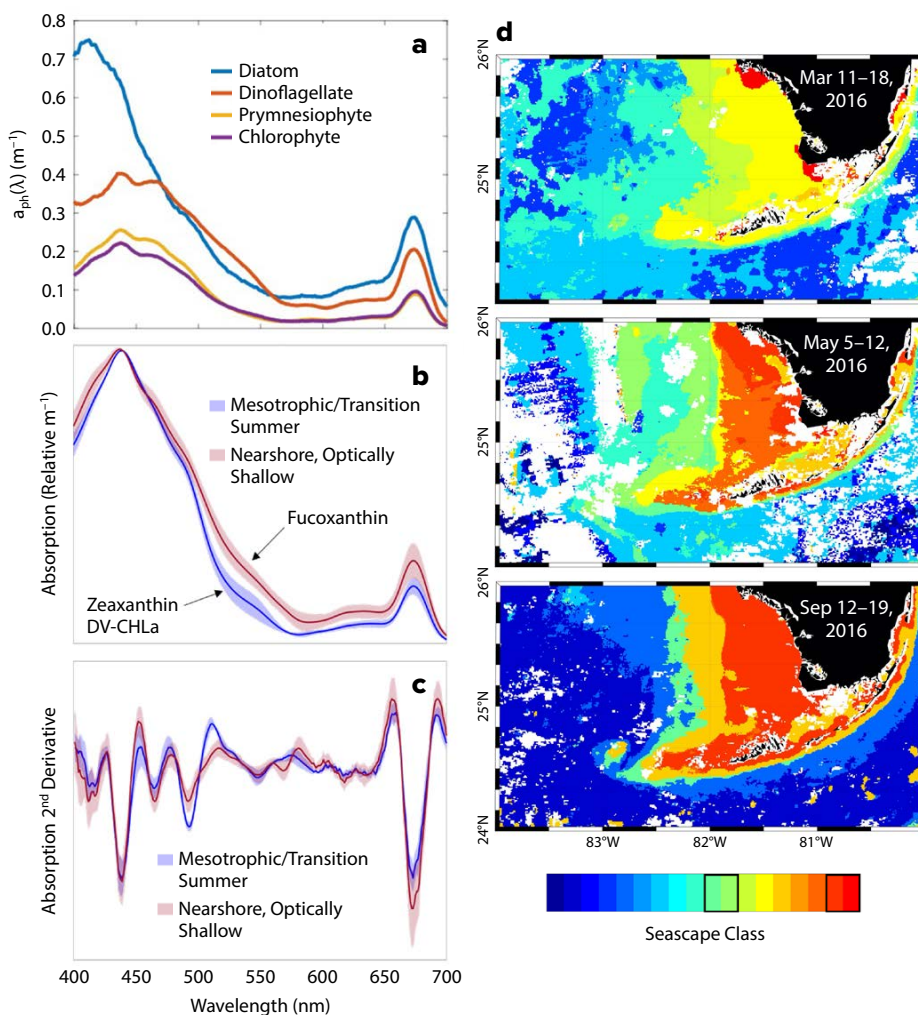 a
0.8
0.7
0.6
0.5
0.4
0.3
0.2
0.1
0.0
aph(λ) (m⁻¹)
Diatom
Dinoflagellate
Prymnesiophyte
Chlorophyte
b
Absorption (Relative m⁻¹)
Mesotrophic/Transition
Summer
Nearshore, Optically
Shallow
Fucoxanthin
Zeaxanthin
DV-CHLa
c
Absorption 2nd Derivative
Mesotrophic/Transition
Summer
Nearshore, Optically
Shallow
400 450 500 550 600 650 700
Wavelength (nm)
d
26°N
25°N
Mar 11–18,
2016
26°N
25°N
May 5–12,
2016
26°N
25°N
24°N
Sep 12–19,
2016
83°W 82°W 81°W
Seascape Class